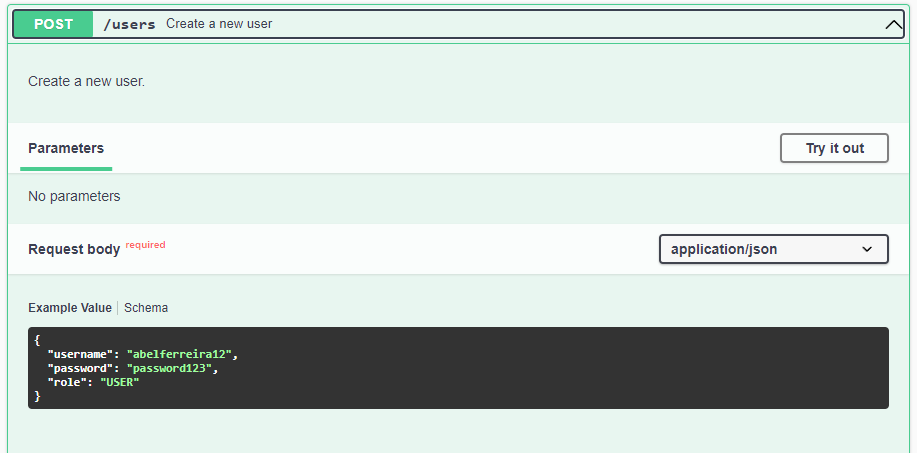 POST /users Create a new user
Create a new user.
Parameters Try it out
No parameters
Request body required application/json
Example Value Schema
{
  "username": "abelferreira12",
  "password": "password123",
  "role": "USER"
}